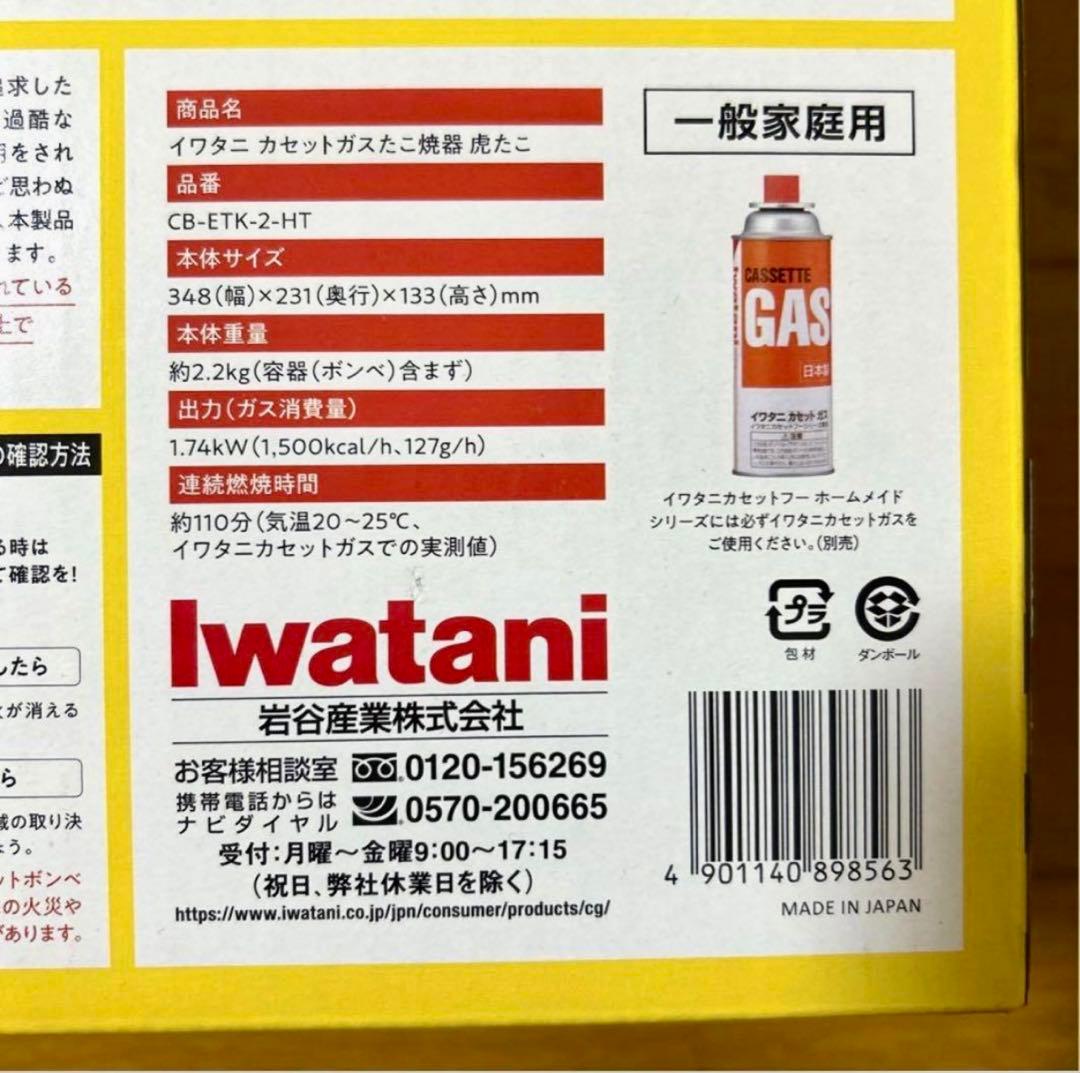 追求した
過酷な
用をされ
ど思わぬ
、本製品
ます。
れている
上で
の確認方法
る時は
て確認を!
したら
火が消える
ら
の取り決
ょう。
ットボンベ
の火災や
があります。
商品名
イワタニ カセットガスたこ焼器 虎たこ
品番
CB-ETK-2-HT
本体サイズ
348(幅)×231(奥行)×133(高さ)mm
本体重量
約2.2kg(容器(ボンベ)含まず)
出力(ガス消費量)
1.74kW(1,500kcal/h、127g/h)
連続燃焼時間
約110分(気温20〜25℃、
イワタニカセットガスでの実測値)
Iwatani
岩谷産業株式会社
お客様相談室 0120-156269
携帯電話からは
ナビダイヤル 0570-200665
受付:月曜〜金曜9:00〜17:15
(祝日、弊社休業日を除く)
https://www.iwatani.co.jp/jpn/consumer/products/cg/
一般家庭用
Iwatani
CASSETTE
GAS
日本製
イワタニ カセット ガス
イワタニカセットフー ホームメイド
シリーズには必ずイワタニカセットガスを
ご使用ください。(別売)
プラ
包材
ダンボール
4 901140 898563
MADE IN JAPAN